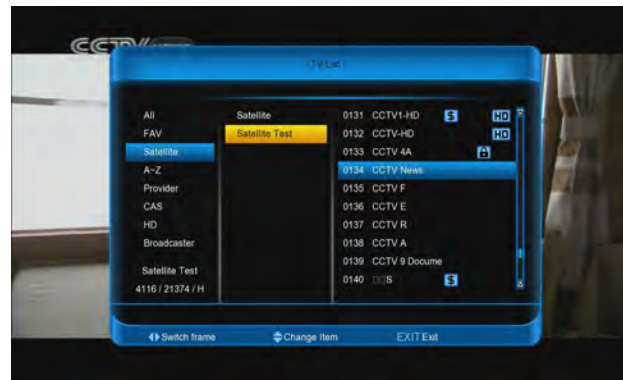 CCTV
TV List
All
FAV
Satellite
A~Z
Provider
CAS
HD
Broadcaster
Satellite Test
4116 / 21374 / H
Satellite
Satellite Test
0131 CCTV1-HD $ HD
0132 CCTV-HD HD
0133 CCTV 4A
0134 CCTV News
0135 CCTV F
0136 CCTV E
0137 CCTV R
0138 CCTV A
0139 CCTV 9 Docume
0140 □□S $
Switch frame
Change Item
EXIT Exit